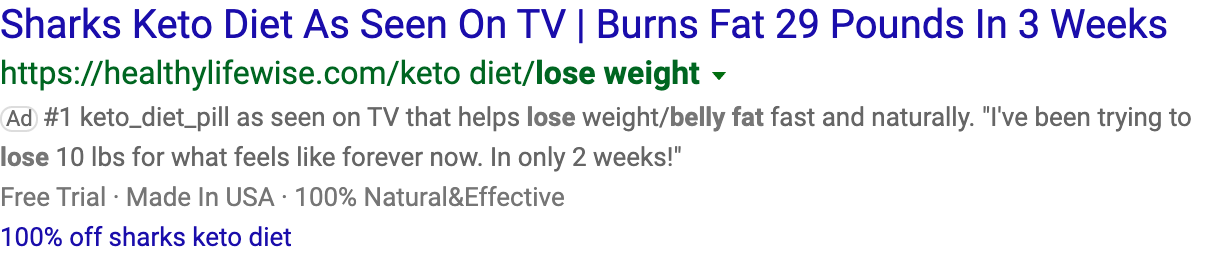 Sharks Keto Diet As Seen On TV | Burns Fat 29 Pounds In 3 Weeks
https://healthylifewise.com/keto diet/lose weight
Ad #1 keto_diet_pill as seen on TV that helps lose weight/belly fat fast and naturally. "I've been trying to
lose 10 lbs for what feels like forever now. In only 2 weeks!"
Free Trial · Made In USA · 100% Natural&Effective
100% off sharks keto diet